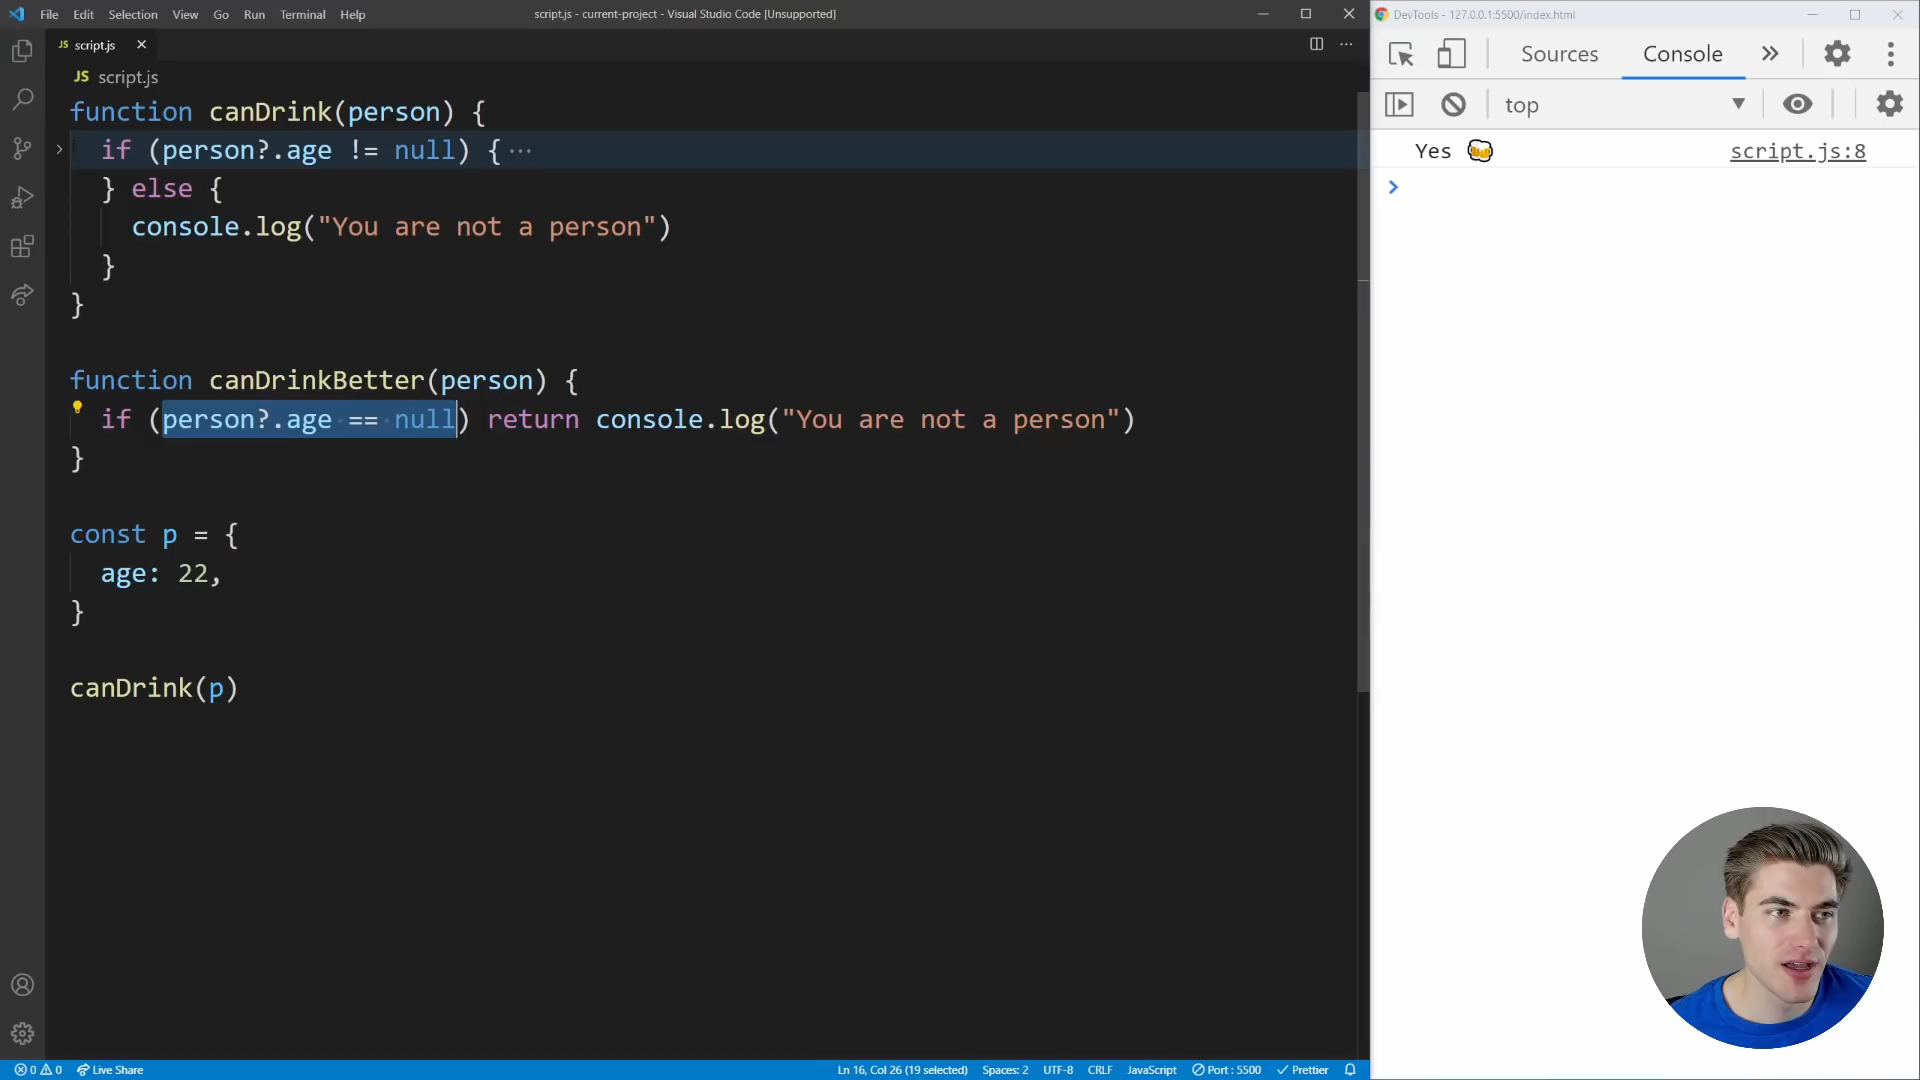 File Edit Selection View Go Run Terminal Help
script.js - current-project - Visual Studio Code [Unsupported]
JS script.js
JS script.js
function canDrink(person) {
if (person?.age != null) {···
} else {
console.log("You are not a person")
}
}
function canDrinkBetter(person) {
if (person?.age == null) return console.log("You are not a person")
}
const p = {
age: 22,
}
canDrink(p)
0 0 Live Share
Ln 16, Col 26 (19 selected) Spaces: 2 UTF-8 CRLF JavaScript Port : 5500 Prettier
DevTools - 127.0.0.1:5500/index.html
Sources Console
top
Yes 🍻 script.js:8